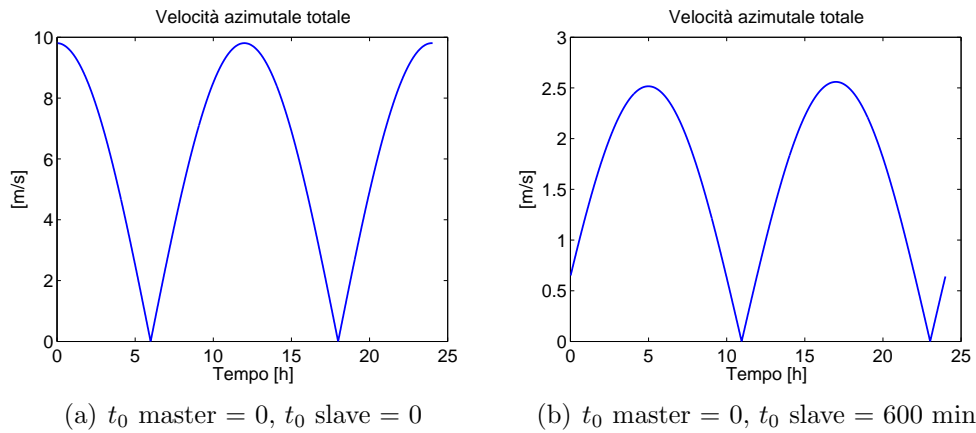 Velocità azimutale totale
10
8
6
4
2
0
[m/s]
0 5 10 15 20 25
Tempo [h]
(a) t₀ master = 0, t₀ slave = 0
Velocità azimutale totale
3
2.5
2
1.5
1
0.5
0
[m/s]
0 5 10 15 20 25
Tempo [h]
(b) t₀ master = 0, t₀ slave = 600 min